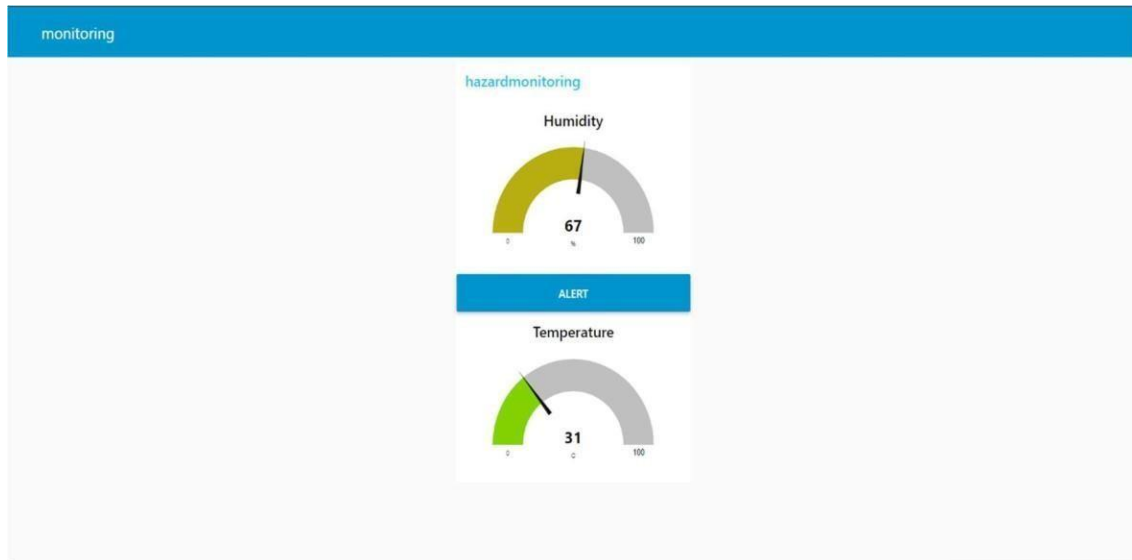 monitoring
hazardmonitoring
Humidity
67
%
0 100
ALERT
Temperature
31
C
0 100